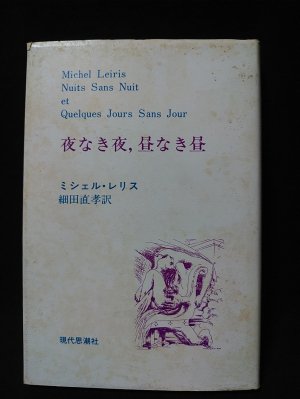 Michel Leiris
Nuits Sans Nuit
et
Quelques Jours Sans Jour
夜なき夜,昼なき昼
ミシェル・レリス
細田直孝訳
現代思潮社